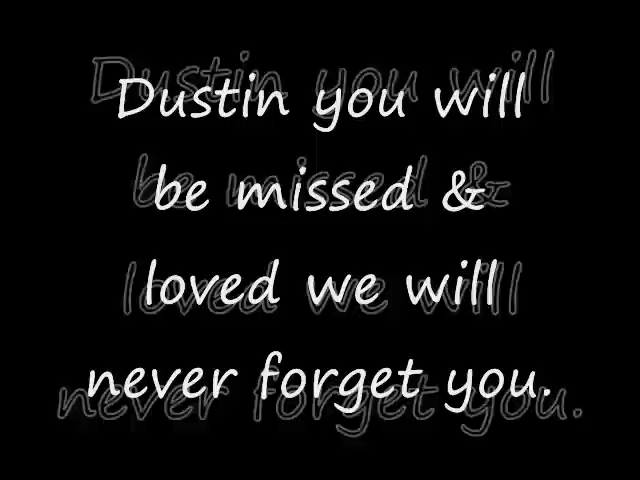 Dustin you will
be missed &
loved we will
never forget you.